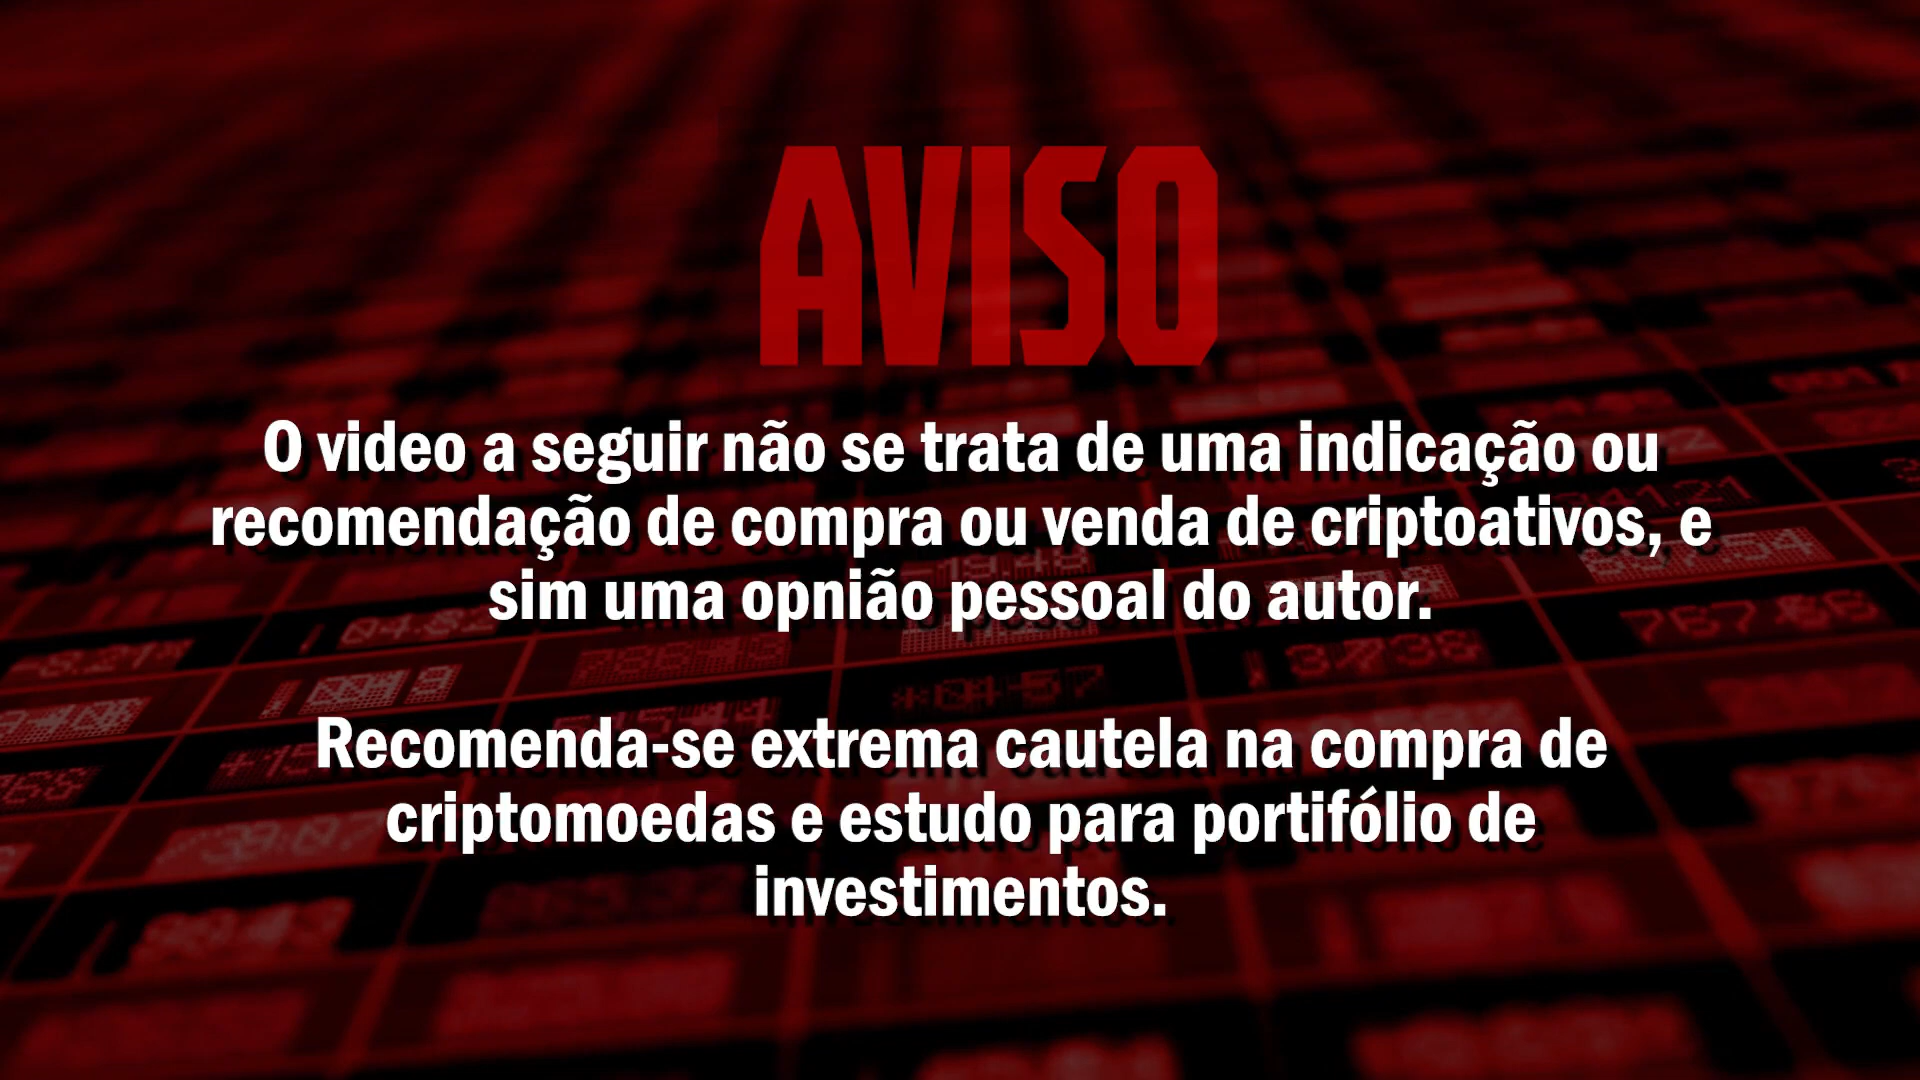 AVISO
O video a seguir não se trata de uma indicação ou
recomendação de compra ou venda de criptoativos, e
sim uma opnião pessoal do autor.
Recomenda-se extrema cautela na compra de
criptomoedas e estudo para portifólio de
investimentos.